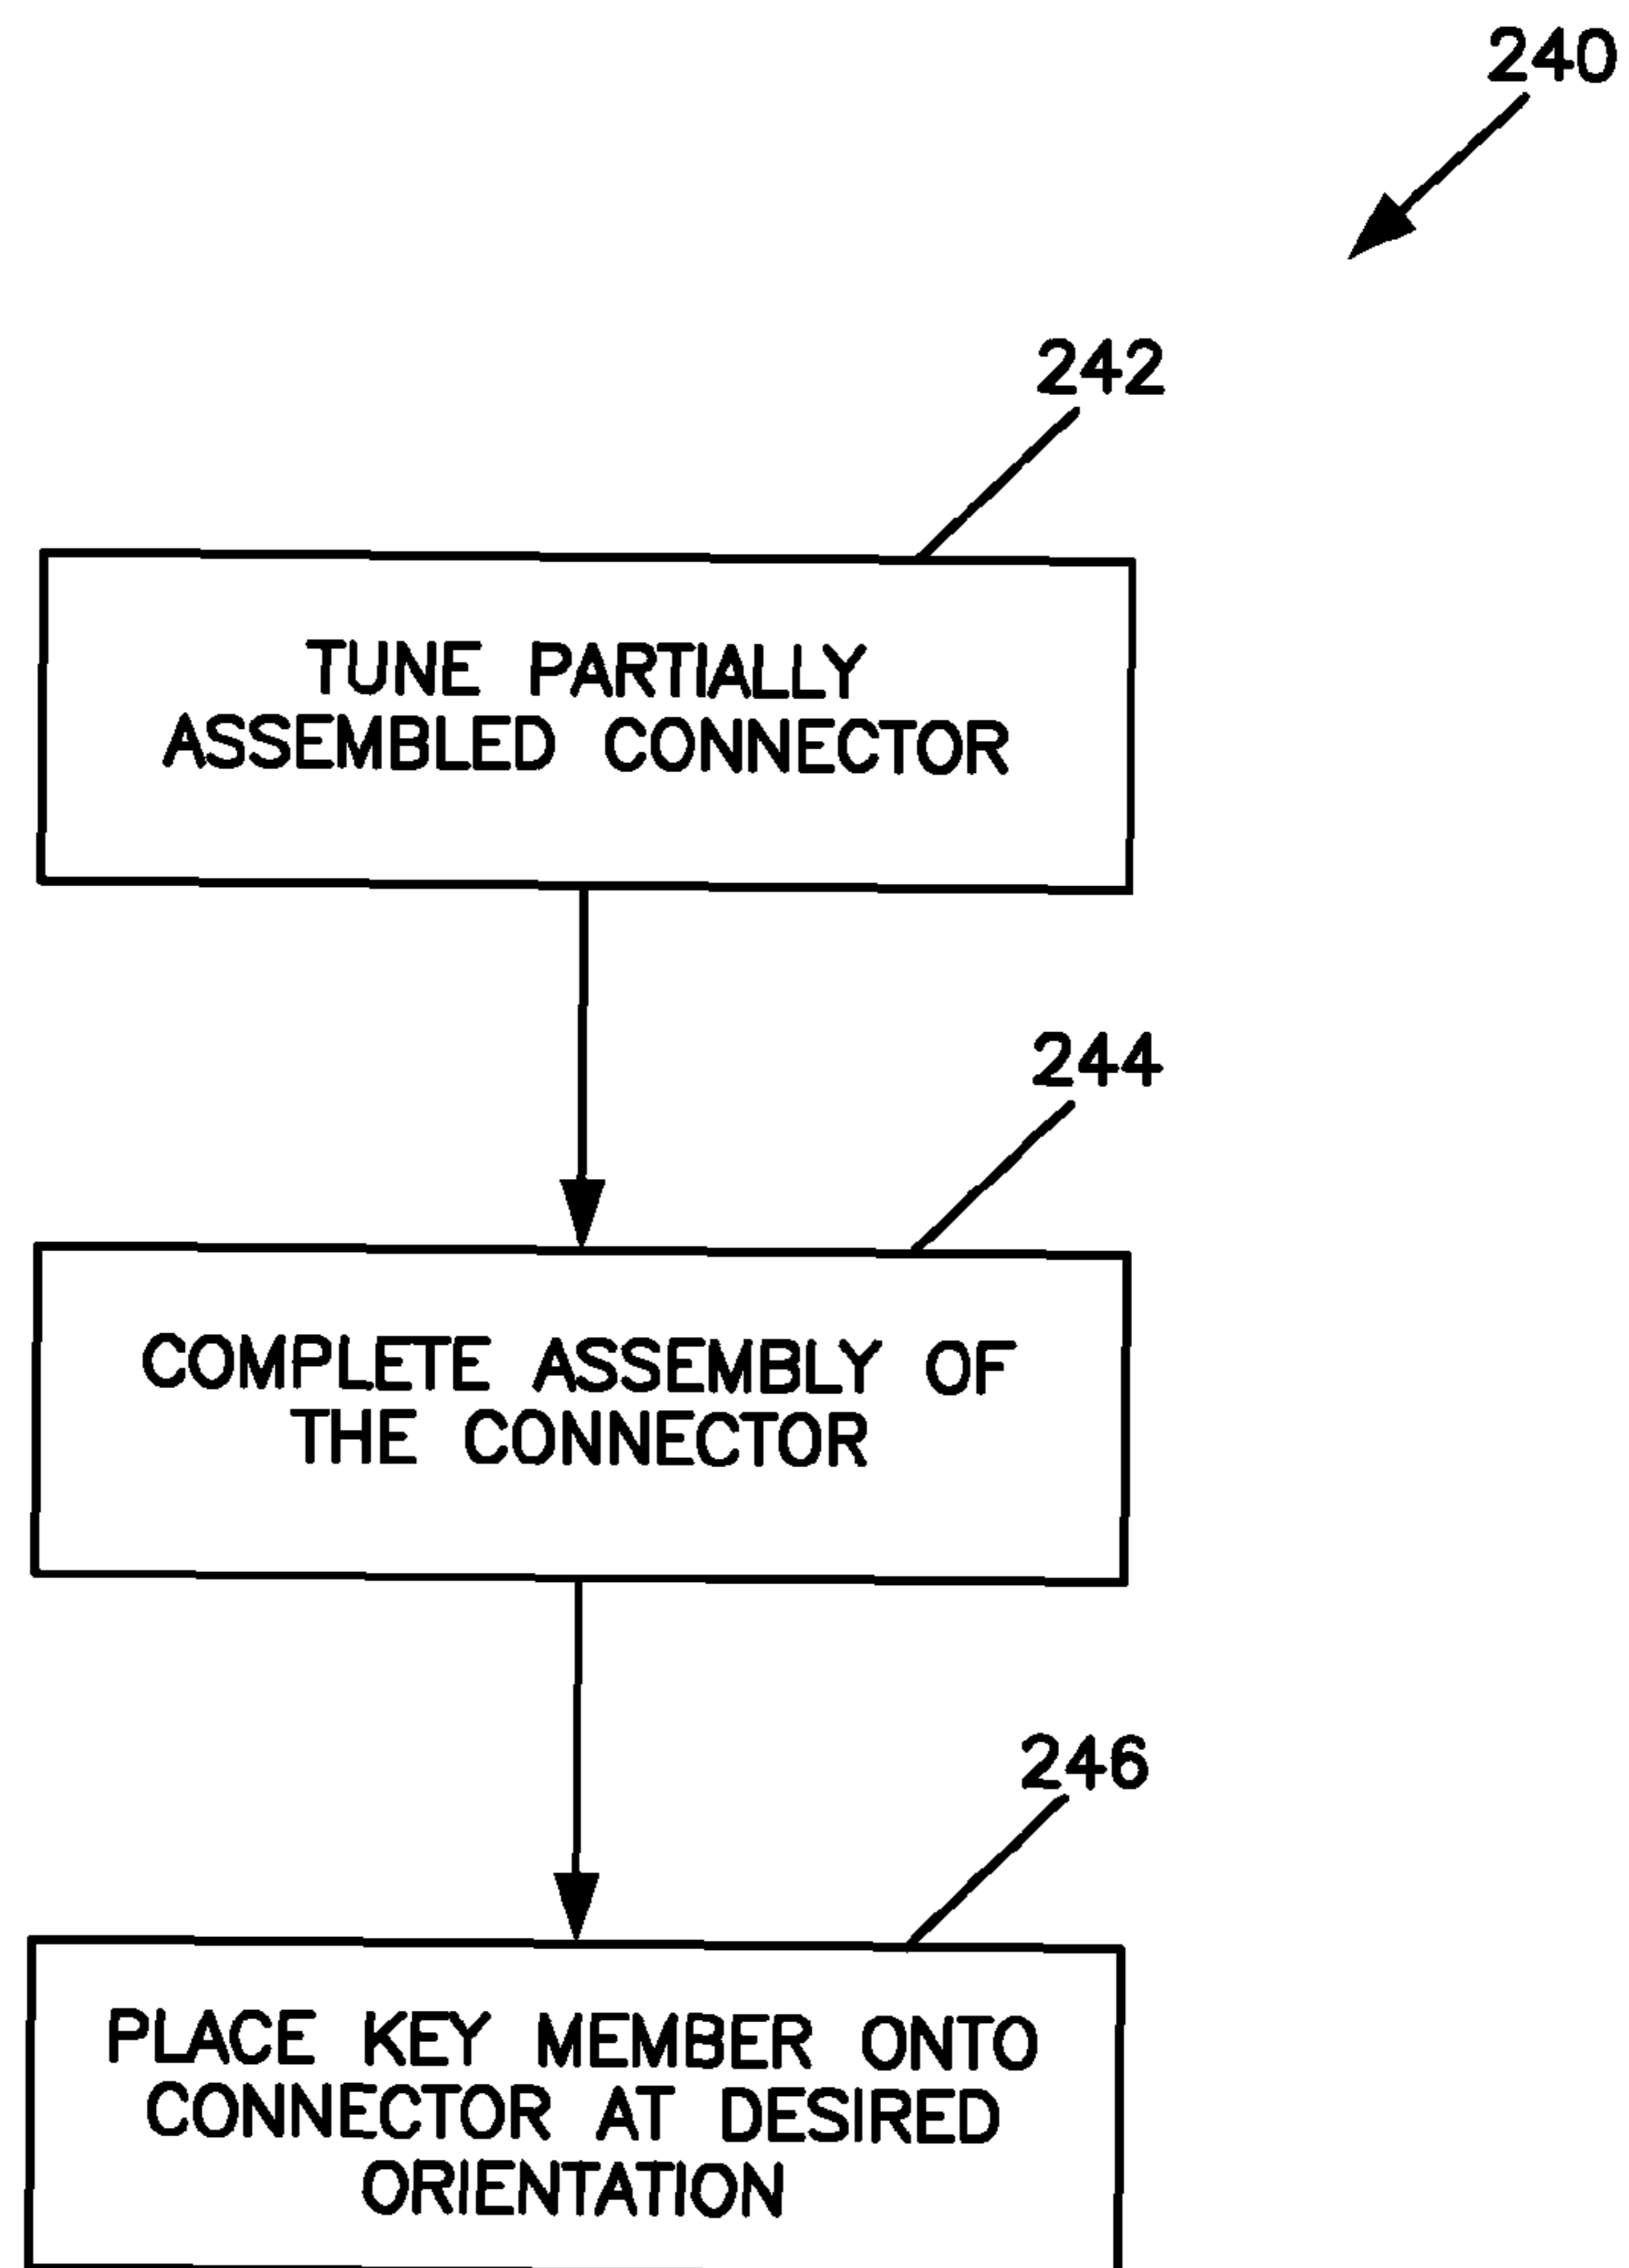 240
242
TUNE PARTIALLY
ASSEMBLED CONNECTOR
244
COMPLETE ASSEMBLY OF
THE CONNECTOR
246
PLACE KEY MEMBER ONTO
CONNECTOR AT DESIRED
ORIENTATION